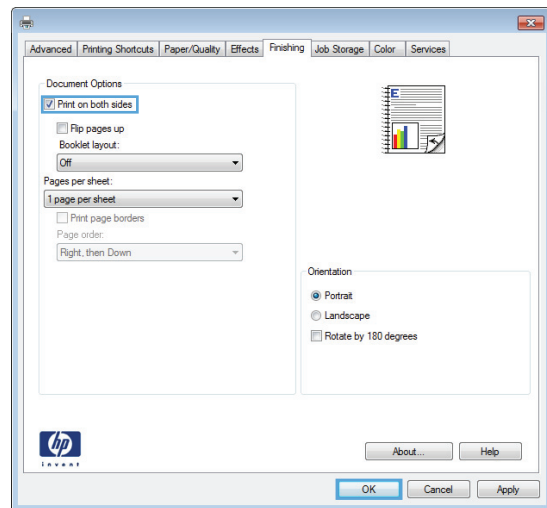 Advanced Printing Shortcuts Paper/Quality Effects Finishing Job Storage Color Services
Document Options
Print on both sides
Flip pages up
Booklet layout:
Off
Pages per sheet:
1 page per sheet
Print page borders
Page order:
Right, then Down
E
Orientation
Portrait
Landscape
Rotate by 180 degrees
hp
invent
About... Help
OK Cancel Apply